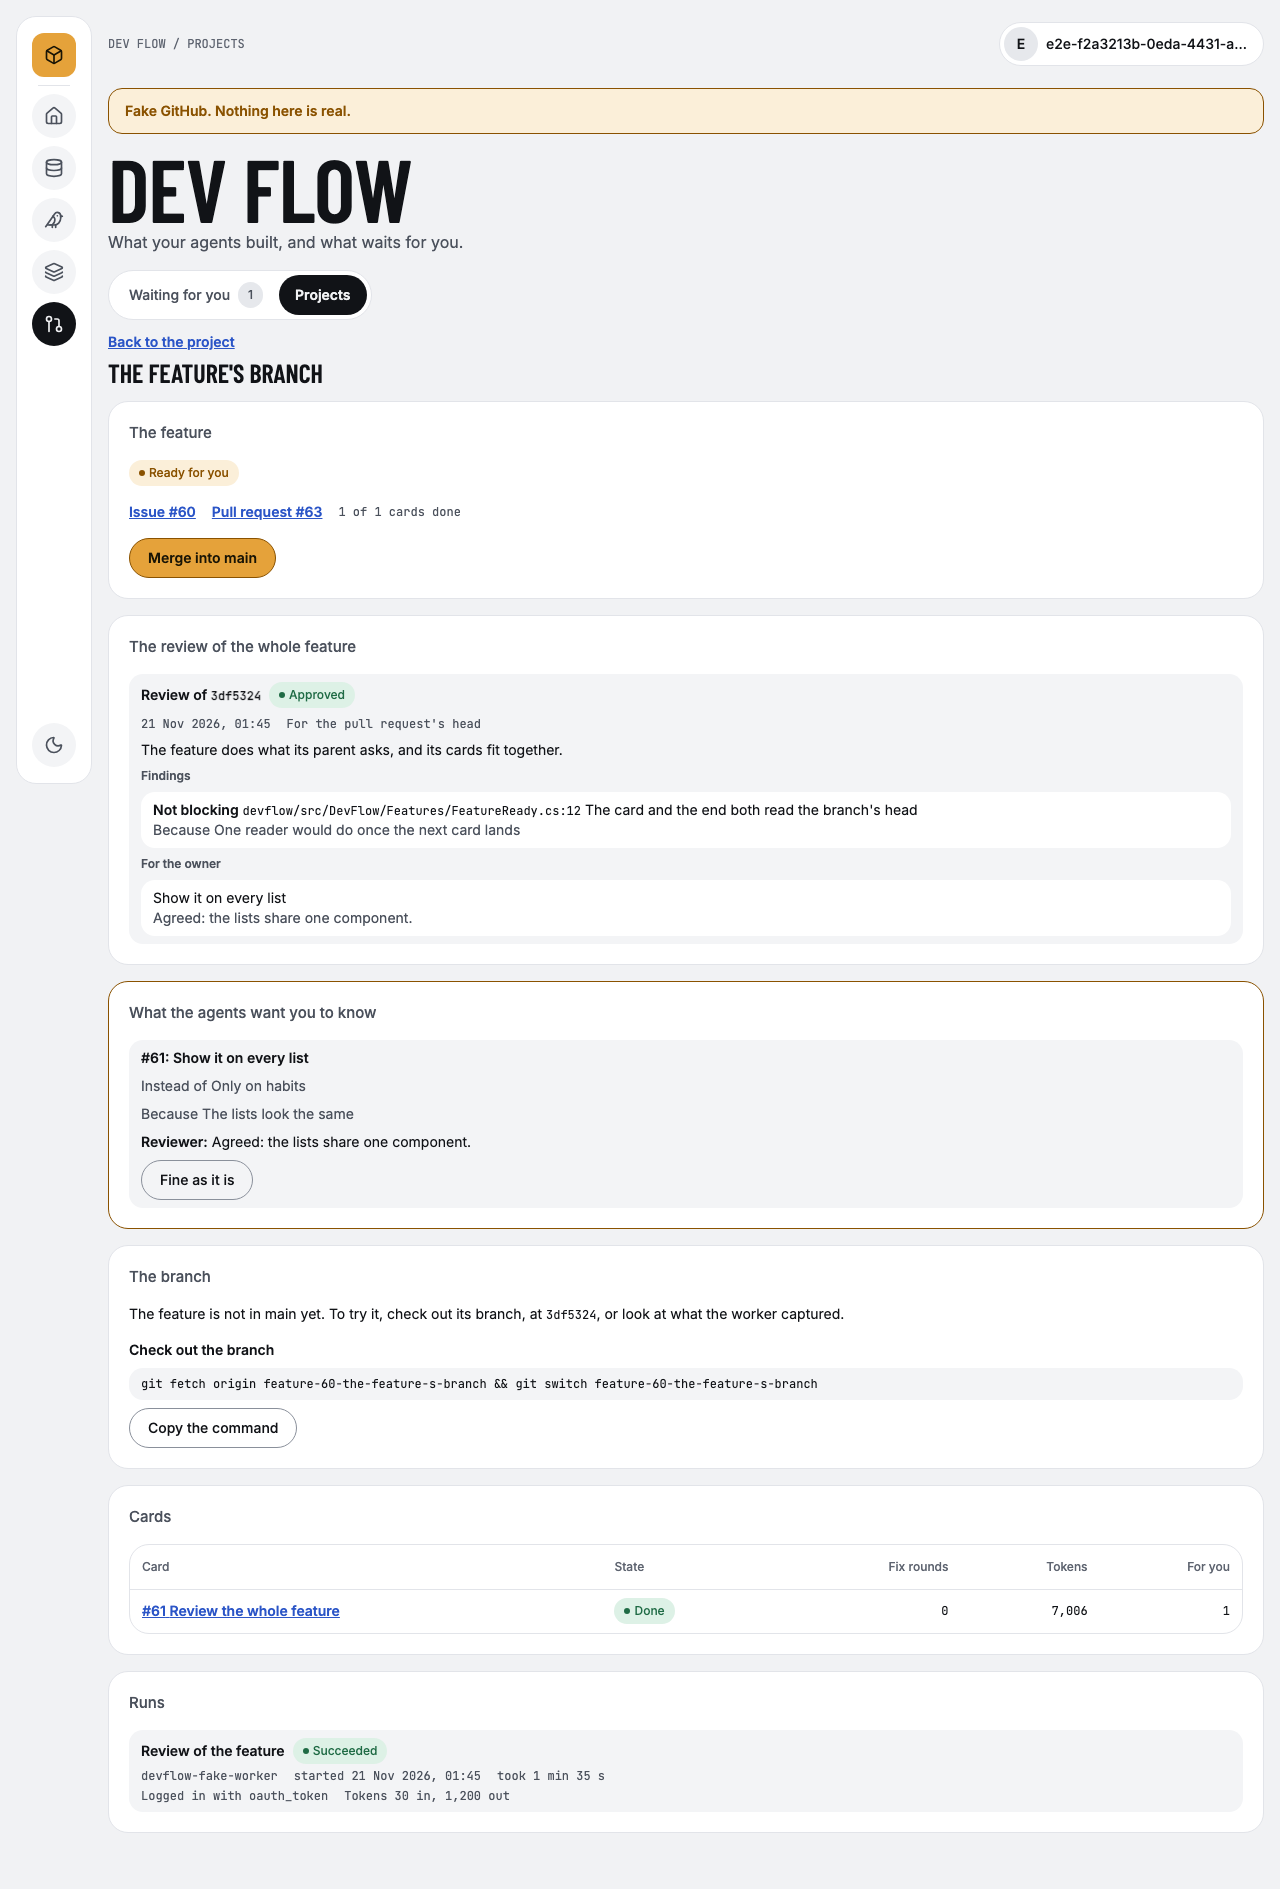 DEV FLOW / PROJECTS
E
e2e-f2a3213b-0eda-4431-a...
Fake GitHub. Nothing here is real.
DEV FLOW
What your agents built, and what waits for you.
Waiting for you 1 Projects
Back to the project
THE FEATURE'S BRANCH
The feature
Ready for you
Issue #60 Pull request #63 1 of 1 cards done
Merge into main
The review of the whole feature
Review of 3df5324 Approved
21 Nov 2026, 01:45 For the pull request's head
The feature does what its parent asks, and its cards fit together.
Findings
Not blocking devflow/src/DevFlow/Features/FeatureReady.cs:12 The card and the end both read the branch's head
Because One reader would do once the next card lands
For the owner
Show it on every list
Agreed: the lists share one component.
What the agents want you to know
#61: Show it on every list
Instead of Only on habits
Because The lists look the same
Reviewer: Agreed: the lists share one component.
Fine as it is
The branch
The feature is not in main yet. To try it, check out its branch, at 3df5324, or look at what the worker captured.
Check out the branch
git fetch origin feature-60-the-feature-s-branch && git switch feature-60-the-feature-s-branch
Copy the command
Cards
Card State Fix rounds Tokens For you
#61 Review the whole feature Done 0 7,006 1
Runs
Review of the feature Succeeded
devflow-fake-worker started 21 Nov 2026, 01:45 took 1 min 35 s
Logged in with oauth_token Tokens 30 in, 1,200 out